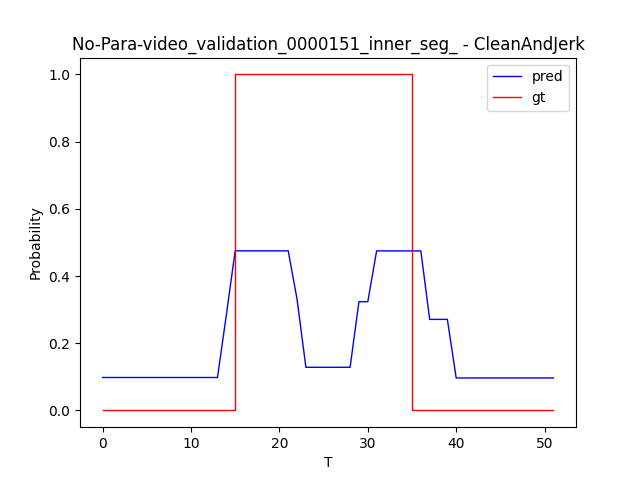 No-Para-video_validation_0000151_inner_seg_ - CleanAndJerk
pred
gt
1.0
0.8
0.6
0.4
0.2
0.0
Probability
0
10
20
30
40
50
T